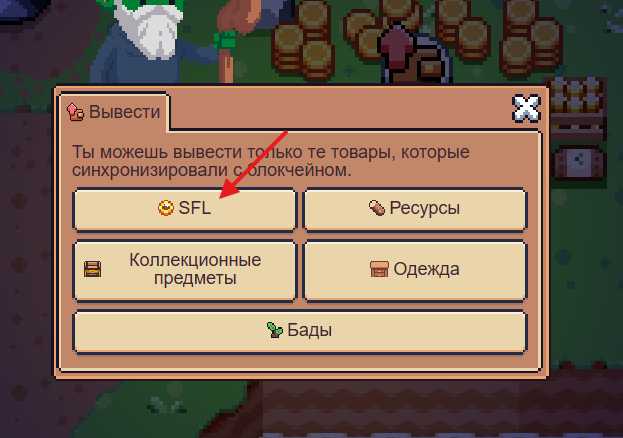 Вывести
Ты можешь вывести только те товары, которые
синхронизировали с блокчейном.
SFL
Ресурсы
Коллекционные
предметы
Одежда
Бады